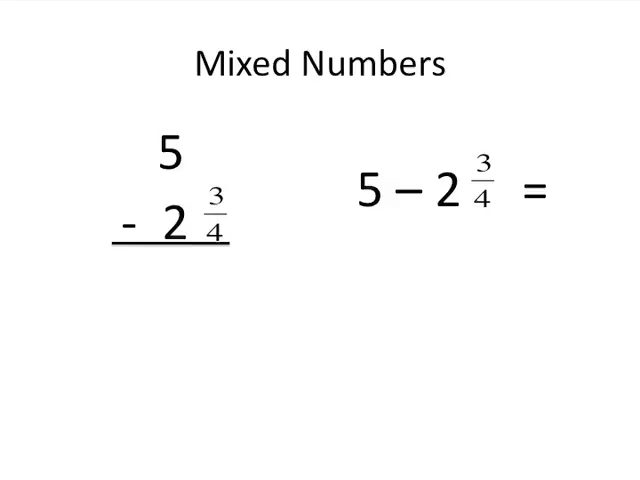 Mixed Numbers
5
- 2 3/4
5 – 2 3/4 =